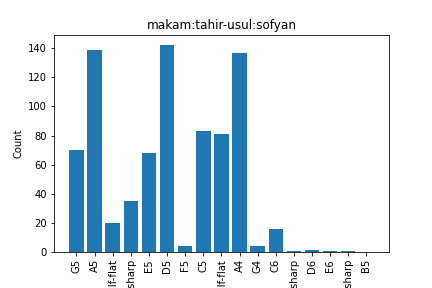 makam:tahir-usul:sofyan
140
120
100
80
60
40
20
0
Count
G5
A5
lf-flat
sharp
E5
D5
F5
C5
lf-flat
A4
G4
C6
sharp
D6
E6
sharp
B5